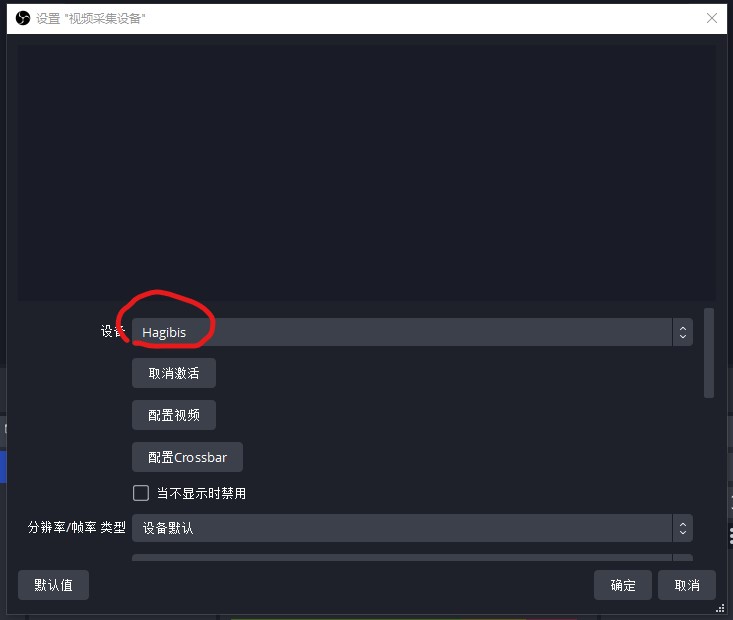 设置 "视频采集设备"
设备
Hagibis
取消激活
配置视频
配置Crossbar
当不显示时禁用
分辨率/帧率 类型
设备默认
默认值
确定
取消